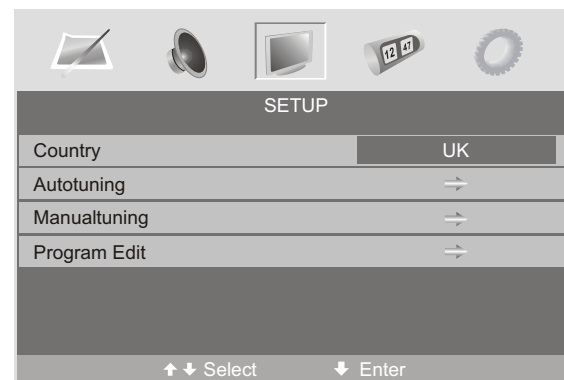 12 47
SETUP
Country UK
Autotuning
Manualtuning
Program Edit
Select Enter